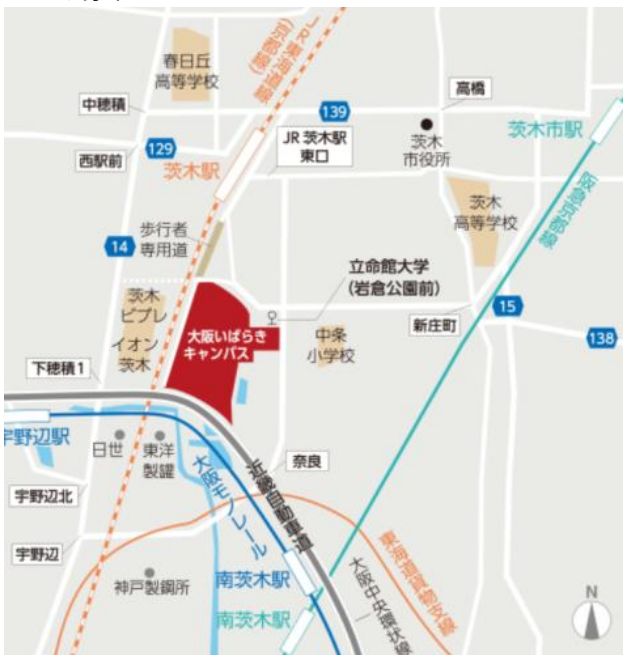 春日丘
高等学校
JR東海道線
(京都線)
中穂積
139
高橋
茨木
市役所
茨木市駅
西駅前
129
茨木駅
JR 茨木駅
東口
阪急京都線
茨木
高等学校
歩行者
専用道
14
立命館大学
(岩倉公園前)
茨木
ビブレ
イオン
茨木
大阪いばらき
キャンパス
中条
小学校
新庄町
15
138
下穂積1
宇野辺駅
日世
東洋
製罐
大阪モノレール
近畿自動車道
奈良
宇野辺北
宇野辺
神戸製鋼所
南茨木駅
南茨木駅
大阪中央環状線
東海道貨物支線
N